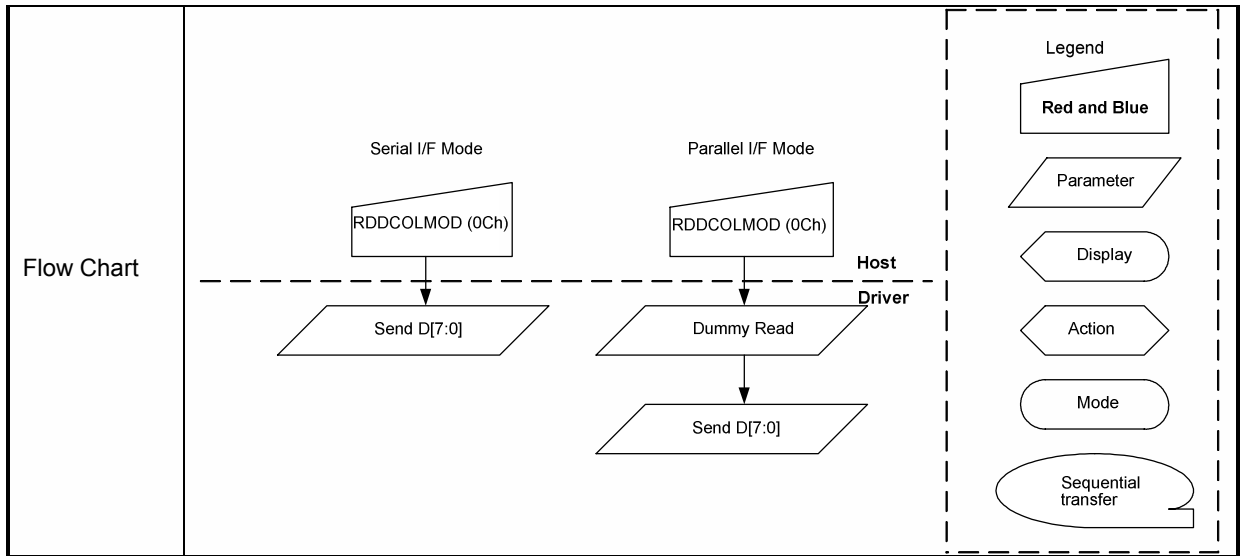 Flow Chart
Serial I/F Mode
RDDCOLMOD (0Ch)
Send D[7:0]
Parallel I/F Mode
RDDCOLMOD (0Ch)
Host
Driver
Dummy Read
Send D[7:0]
Legend
Red and Blue
Parameter
Display
Action
Mode
Sequential
transfer